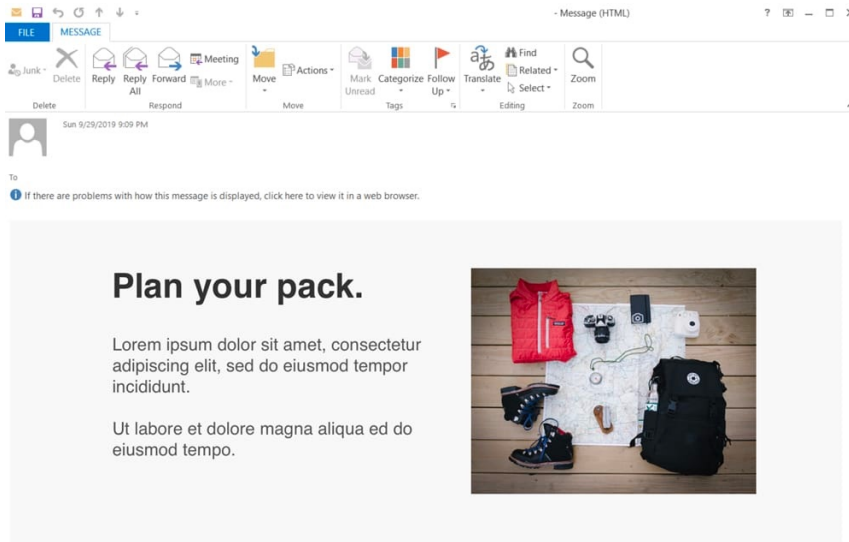 - Message (HTML)
?
FILE
MESSAGE
Junk
Delete
Reply
Reply All
Forward
Meeting
More
Move
Actions
Mark Unread
Categorize
Follow Up
Translate
Find
Related
Select
Zoom
Delete
Respond
Move
Tags
Editing
Zoom
Sun 9/29/2019 9:09 PM
To
If there are problems with how this message is displayed, click here to view it in a web browser.
Plan your pack.
Lorem ipsum dolor sit amet, consectetur
adipiscing elit, sed do eiusmod tempor
incididunt.
Ut labore et dolore magna aliqua ed do
eiusmod tempo.